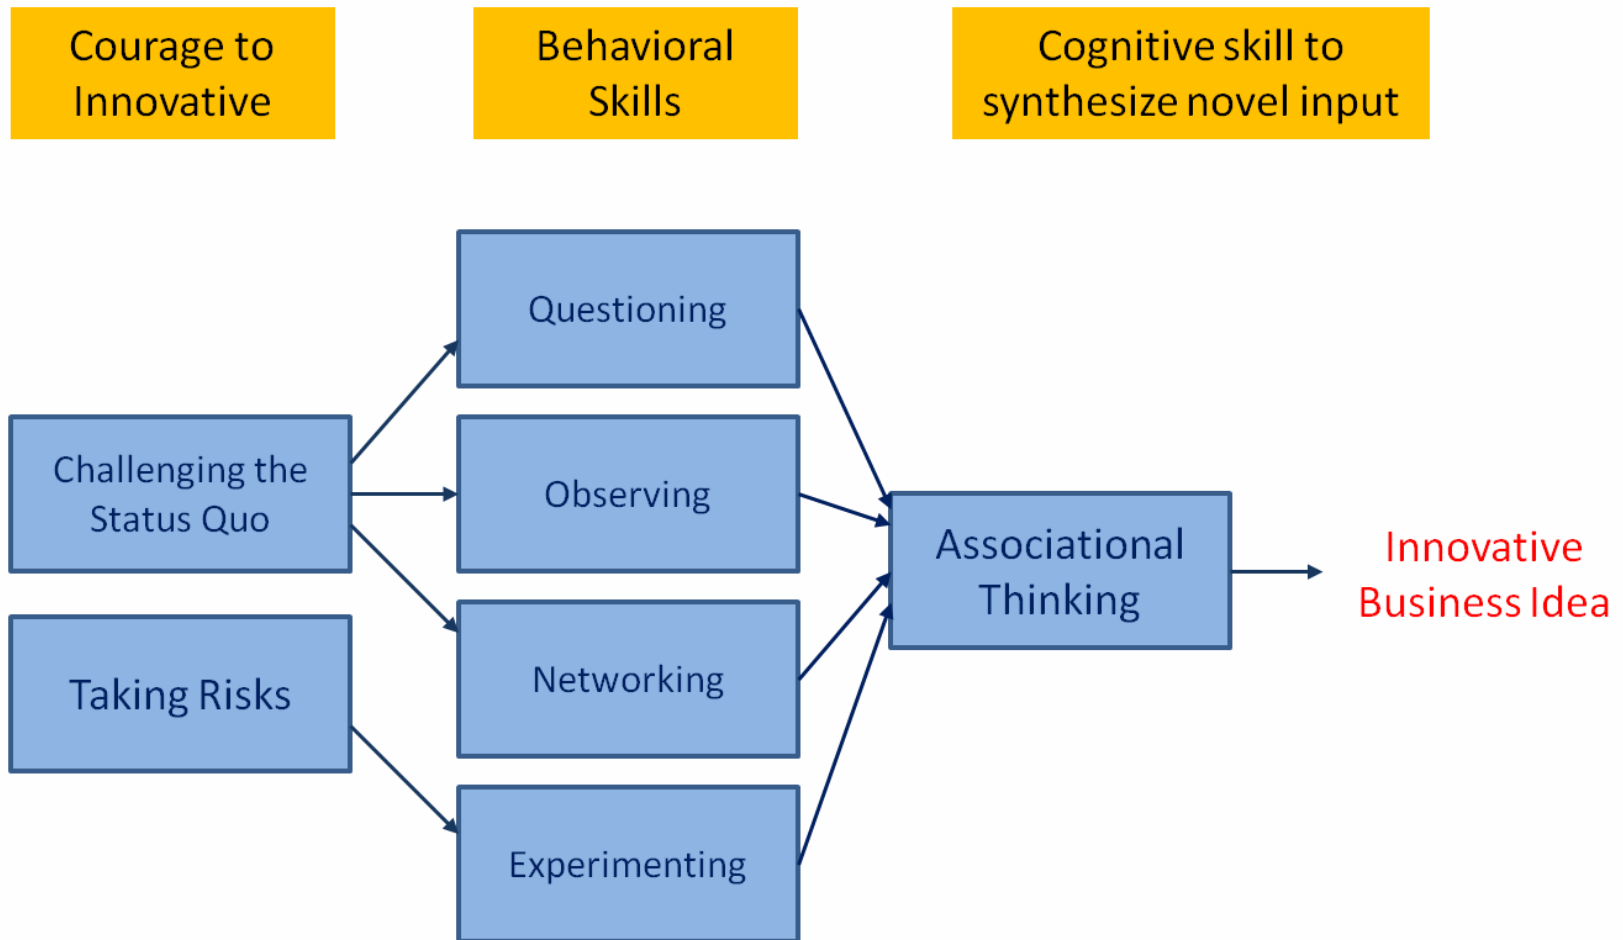 Courage to
Innovative
Behavioral
Skills
Cognitive skill to
synthesize novel input
Questioning
Challenging the
Status Quo
Observing
Associational
Thinking
Innovative
Business Idea
Taking Risks
Networking
Experimenting